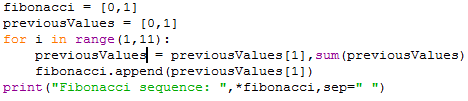 fibonacci = [0,1]
previousValues = [0,1]
for i in range(1,11):
    previousValues = previousValues[1],sum(previousValues)
    fibonacci.append(previousValues[1])
print("Fibonacci sequence: ",*fibonacci,sep=" ")